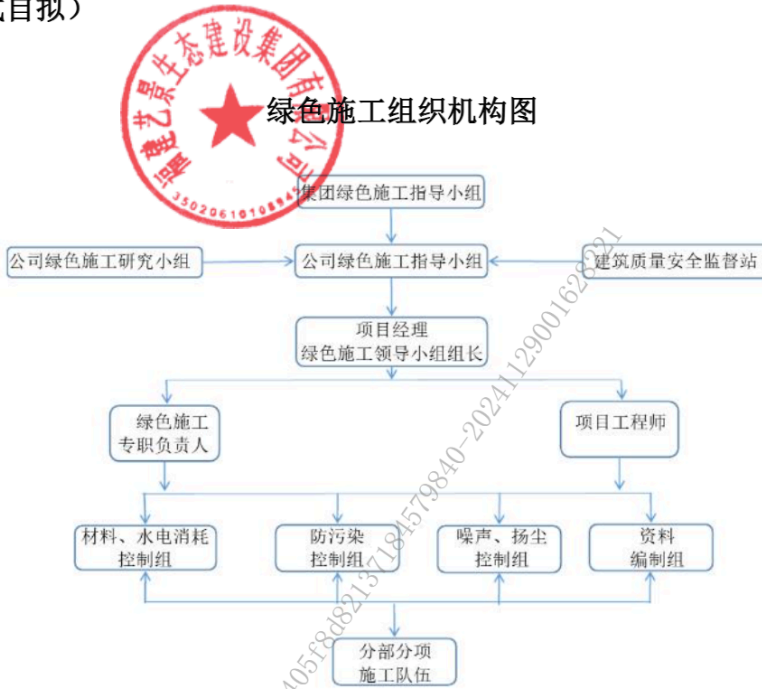 自拟）
绿色施工组织机构图
福建艺景生态建设集团有限公司
35020610108945
集团绿色施工指导小组
公司绿色施工研究小组
公司绿色施工指导小组
建筑质量安全监督站
项目经理
绿色施工领导小组组长
绿色施工
专职负责人
项目工程师
材料、水电消耗
控制组
防污染
控制组
噪声、扬尘
控制组
资料
编制组
分部分项
施工队伍